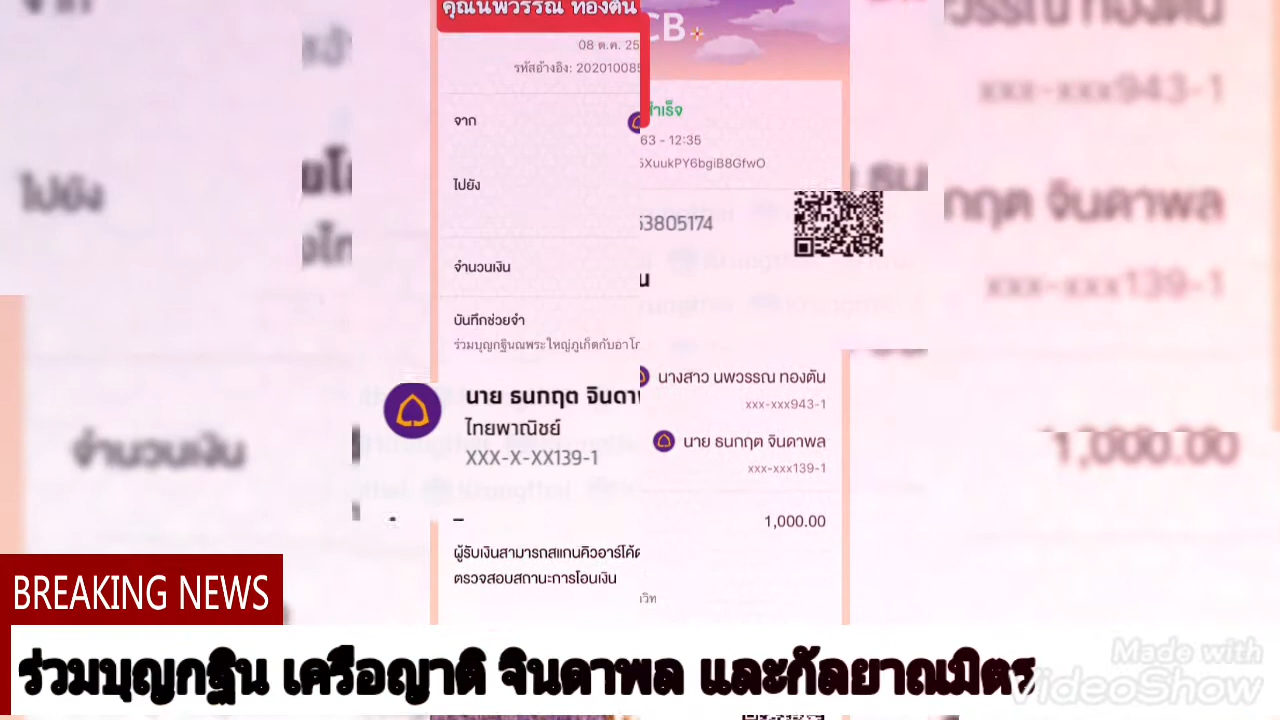 คุณนพวรรณ ทองตัน
CB
08 ต.ค. 25
รหัสอ้างอิง: 202010085
สำเร็จ
63 - 12:35
5XuukPY6bgiB8GfwO
จาก
ไปยัง
53805174
จำนวนเงิน
บันทึกช่วยจำ
ร่วมบุญกฐินณพระใหญ่ภูเก็ตกับอาโก
นางสาว นพวรรณ ทองตัน
xxx-xxx943-1
นาย ธนกฤต จินดาพล
xxx-xxx139-1
1,000.00
นาย ธนกฤต จินดา
ไทยพาณิชย์
XXX-X-XX139-1
ผู้รับเงินสามารถสแกนคิวอาร์โค้ด
ตรวจสอบสถานะการโอนเงิน
ไปยัง
จำนวนเงิน
วรรณ ทองตัน
xxx-xxx943-1
นกฤต จินดาพล
xxx-xxx139-1
1,000.00
BREAKING NEWS
ร่วมบุญกฐิน เครือญาติ จินดาพล และกัลยาณมิตร
Made with
VideoShow